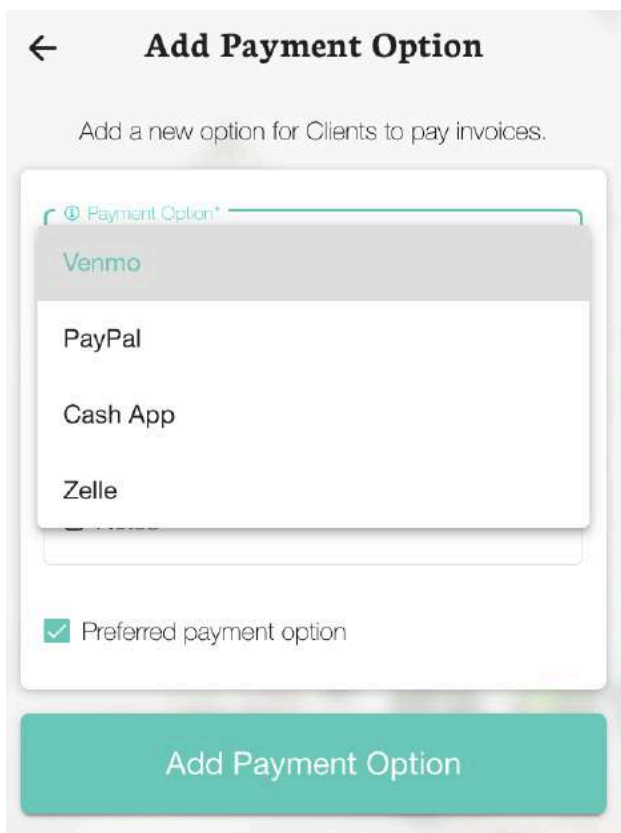 Add Payment Option
Add a new option for Clients to pay invoices.
Payment Option*
Venmo
PayPal
Cash App
Zelle
Preferred payment option
Add Payment Option